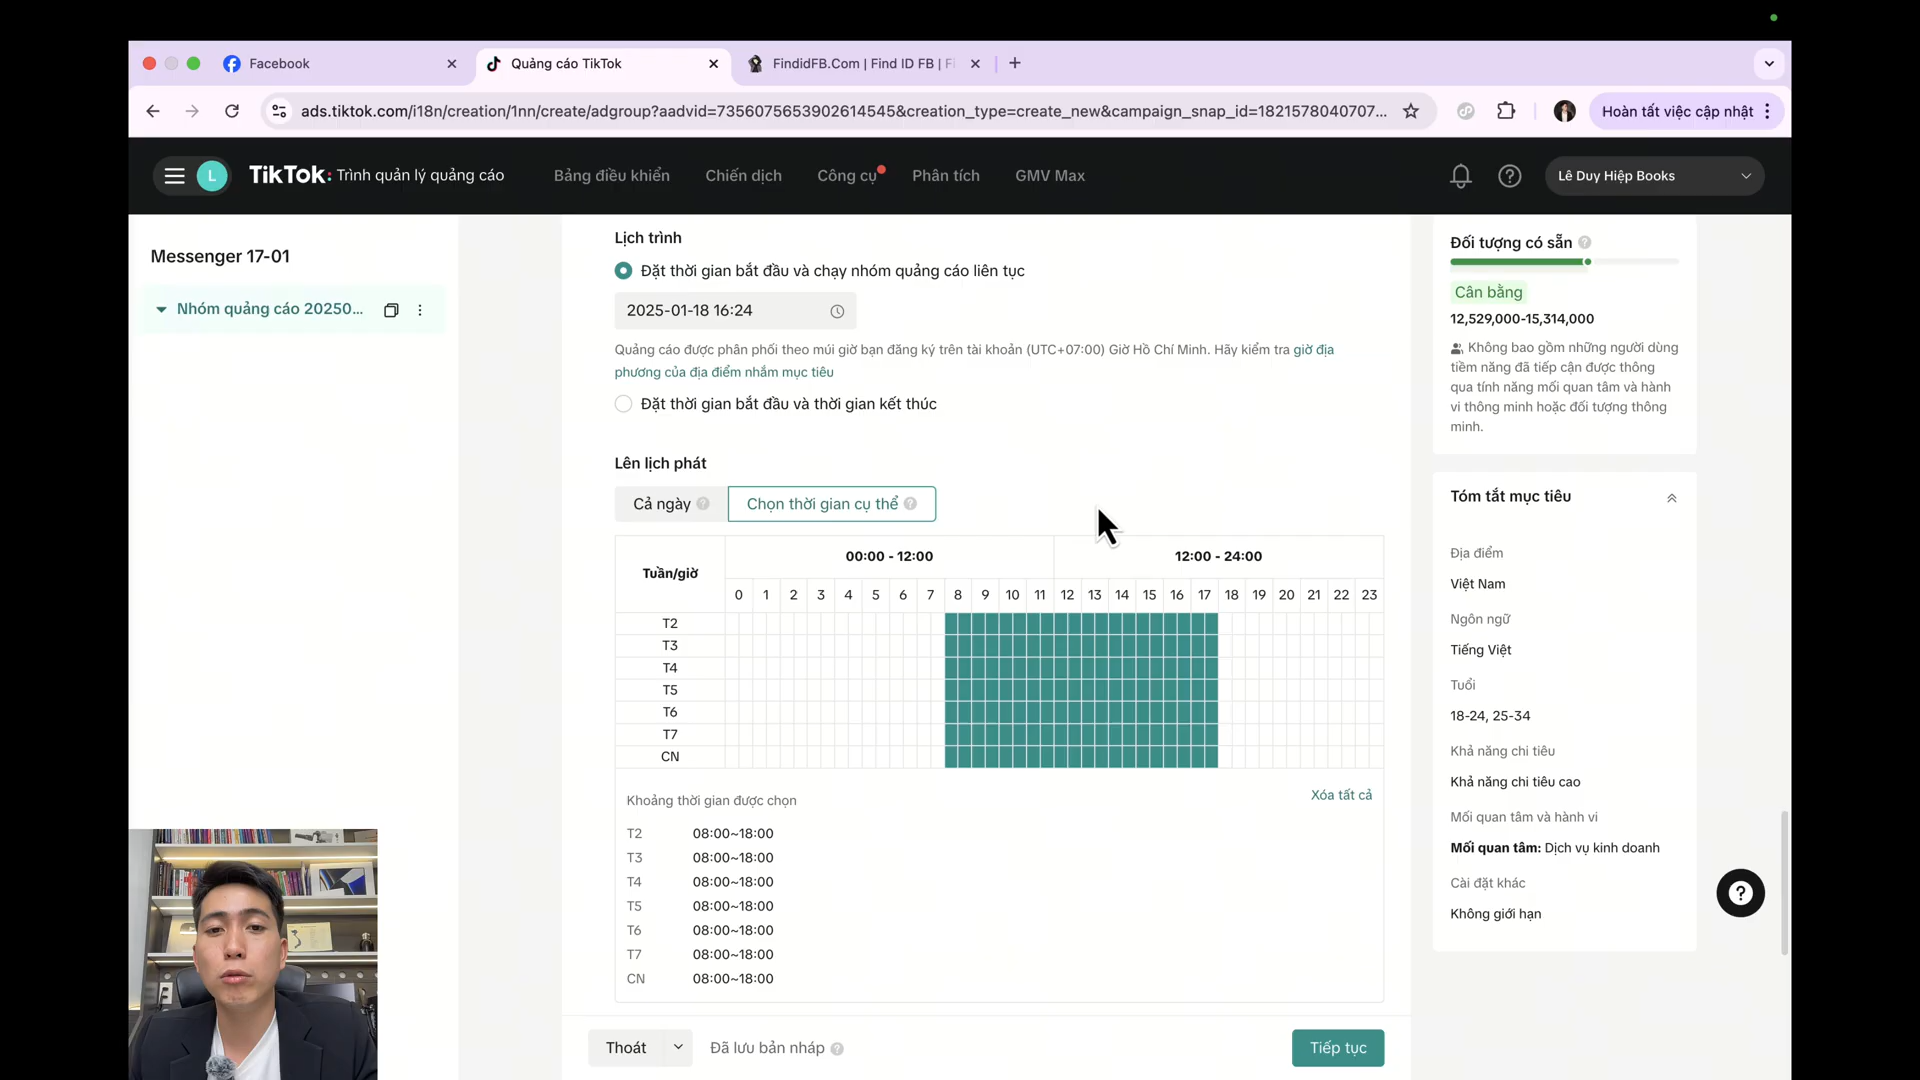 Facebook
Quảng cáo TikTok
FindidFB.Com | Find ID FB | Fi
ads.tiktok.com/i18n/creation/1nn/create/adgroup?aadvid=7356075653902614545&creation_type=create_new&campaign_snap_id=1821578040707...
Hoàn tất việc cập nhật
L
TikTok: Trình quản lý quảng cáo
Bảng điều khiển
Chiến dịch
Công cụ
Phân tích
GMV Max
Lê Duy Hiệp Books
Messenger 17-01
Nhóm quảng cáo 20250...
Lịch trình
Đặt thời gian bắt đầu và chạy nhóm quảng cáo liên tục
2025-01-18 16:24
Quảng cáo được phân phối theo múi giờ bạn đăng ký trên tài khoản (UTC+07:00) Giờ Hồ Chí Minh. Hãy kiểm tra giờ địa
phương của địa điểm nhắm mục tiêu
Đặt thời gian bắt đầu và thời gian kết thúc
Lên lịch phát
Cả ngày
Chọn thời gian cụ thể
Tuần/giờ
00:00 - 12:00
12:00 - 24:00
0 1 2 3 4 5 6 7 8 9 10 11 12 13 14 15 16 17 18 19 20 21 22 23
T2
T3
T4
T5
T6
T7
CN
Khoảng thời gian được chọn
Xóa tất cả
T2 08:00~18:00
T3 08:00~18:00
T4 08:00~18:00
T5 08:00~18:00
T6 08:00~18:00
T7 08:00~18:00
CN 08:00~18:00
Thoát
Đã lưu bản nháp
Tiếp tục
Đối tượng có sẵn
Cân bằng
12,529,000-15,314,000
Không bao gồm những người dùng
tiềm năng đã tiếp cận được thông
qua tính năng mối quan tâm và hành
vi thông minh hoặc đối tượng thông
minh.
Tóm tắt mục tiêu
Địa điểm
Việt Nam
Ngôn ngữ
Tiếng Việt
Tuổi
18-24, 25-34
Khả năng chi tiêu
Khả năng chi tiêu cao
Mối quan tâm và hành vi
Mối quan tâm: Dịch vụ kinh doanh
Cài đặt khác
Không giới hạn